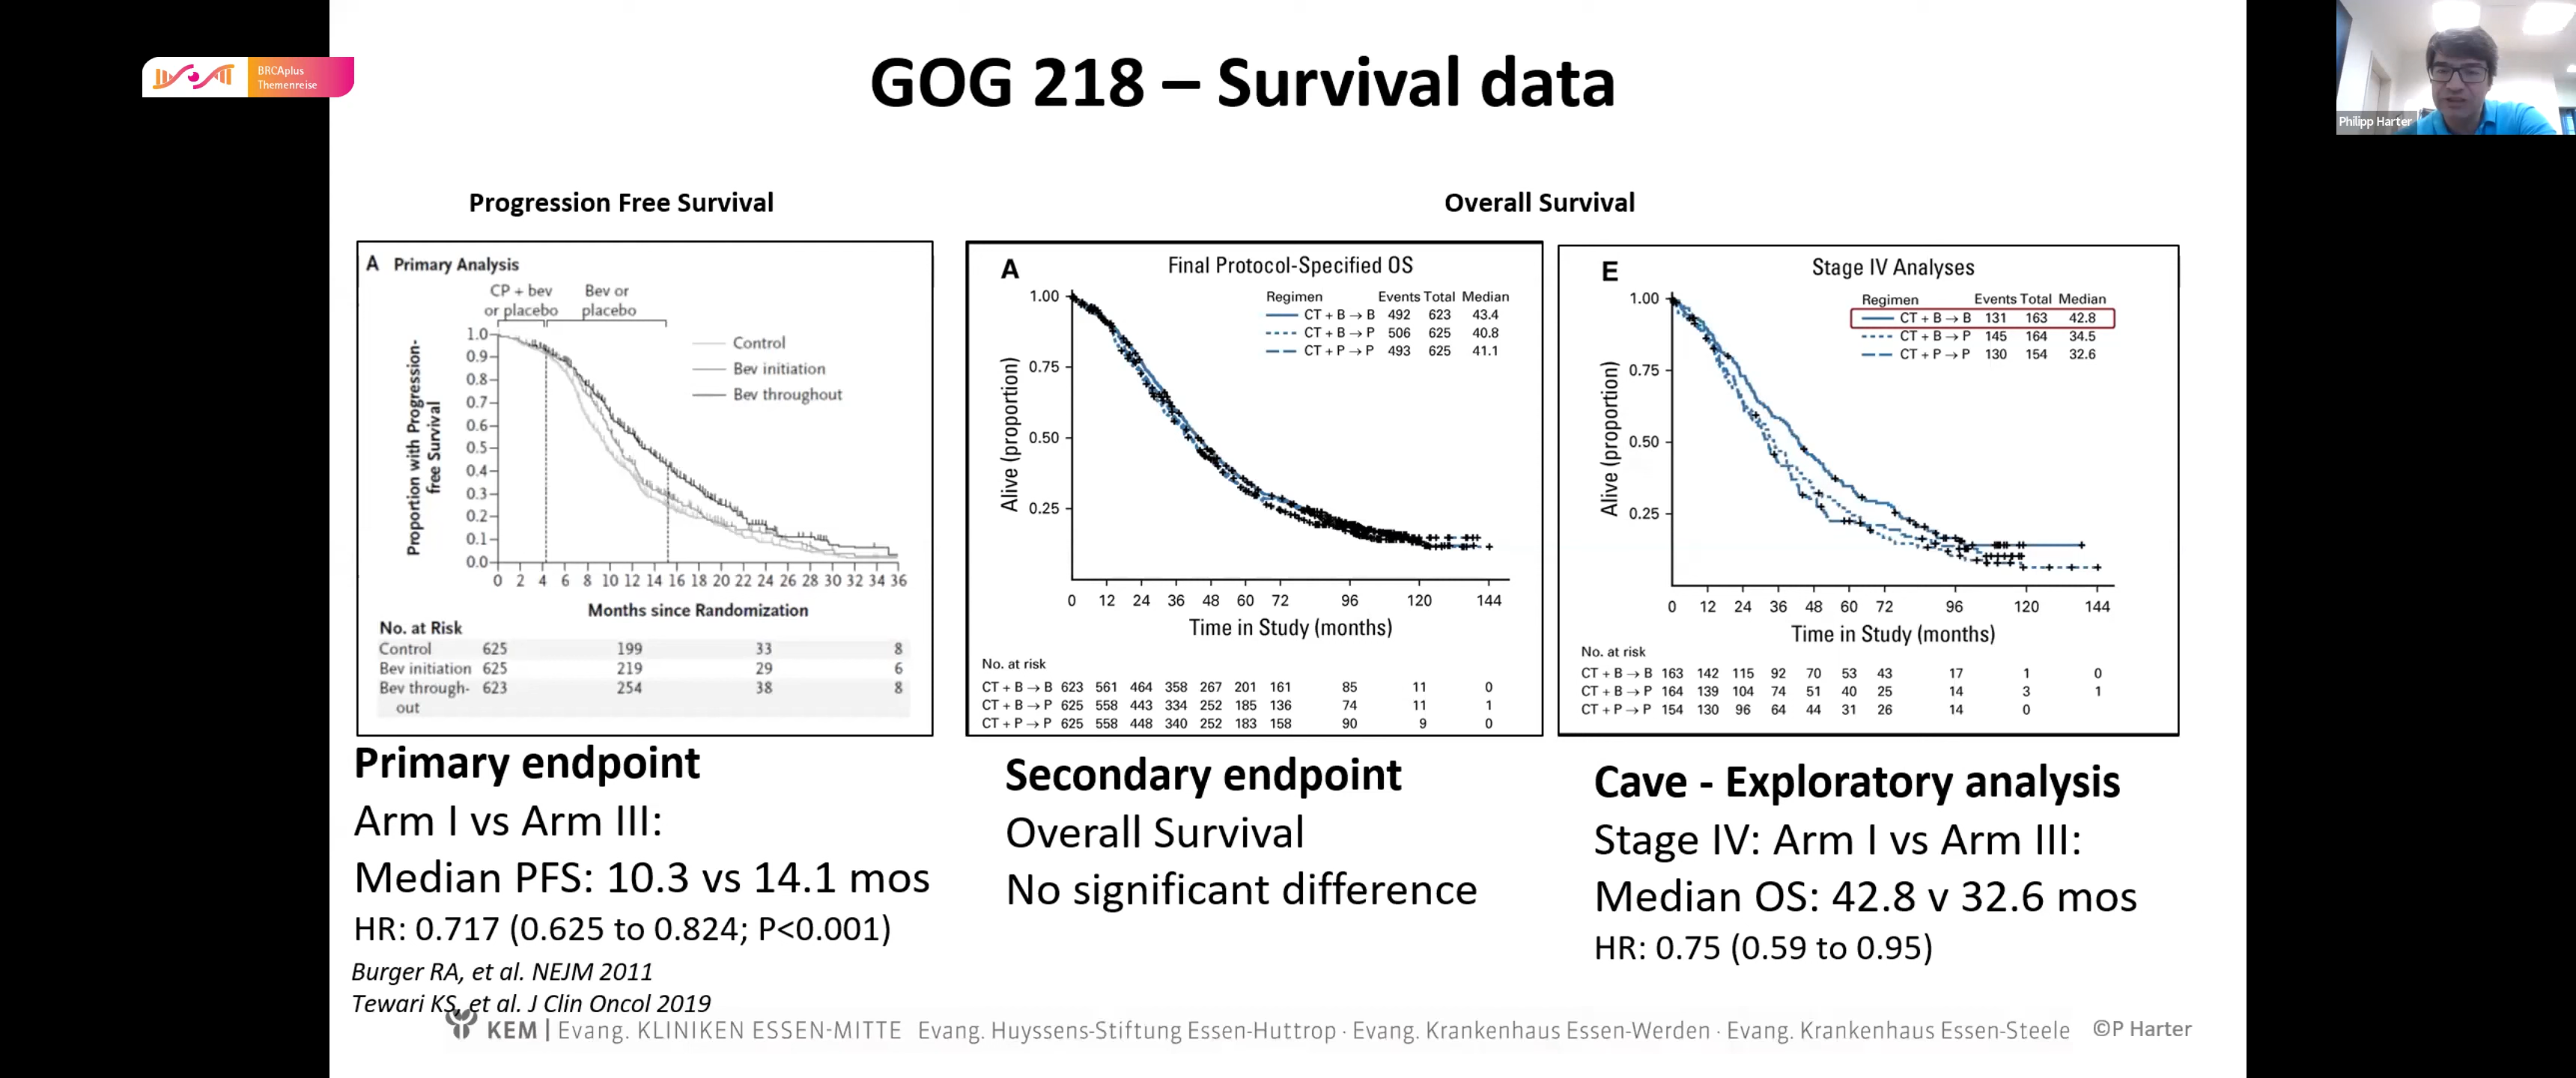 BRCAplus
Themenreise
GOG 218 – Survival data
Philipp Harter
Progression Free Survival
Overall Survival
A Primary Analysis
CP + bev
or placebo
Bev or
placebo
Control
Bev initiation
Bev throughout
Proportion with Progression-
free Survival
1.0
0.9
0.8
0.7
0.6
0.5
0.4
0.3
0.2
0.1
0.0
0 2 4 6 8 10 12 14 16 18 20 22 24 26 28 30 32 34 36
Months since Randomization
No. at Risk
Control 625 199 33 8
Bev initiation 625 219 29 6
Bev through- 623 254 38 8
out
A Final Protocol-Specified OS
Regimen Events Total Median
CT + B → B 492 623 43.4
CT + B → P 506 625 40.8
CT + P → P 493 625 41.1
Alive (proportion)
1.00
0.75
0.50
0.25
0 12 24 36 48 60 72 96 120 144
Time in Study (months)
No. at risk
CT + B → B 623 561 464 358 267 201 161 85 11 0
CT + B → P 625 558 443 334 252 185 136 74 11 1
CT + P → P 625 558 448 340 252 183 158 90 9 0
E Stage IV Analyses
Regimen Events Total Median
CT + B → B 131 163 42.8
CT + B → P 145 164 34.5
CT + P → P 130 154 32.6
Alive (proportion)
1.00
0.75
0.50
0.25
0 12 24 36 48 60 72 96 120 144
Time in Study (months)
No. at risk
CT + B → B 163 142 115 92 70 53 43 17 1 0
CT + B → P 164 139 104 74 51 40 25 14 3 1
CT + P → P 154 130 96 64 44 31 26 14 0
Primary endpoint
Arm I vs Arm III:
Median PFS: 10.3 vs 14.1 mos
HR: 0.717 (0.625 to 0.824; P<0.001)
Burger RA, et al. NEJM 2011
Tewari KS, et al. J Clin Oncol 2019
Secondary endpoint
Overall Survival
No significant difference
Cave - Exploratory analysis
Stage IV: Arm I vs Arm III:
Median OS: 42.8 v 32.6 mos
HR: 0.75 (0.59 to 0.95)
KEM | Evang. KLINIKEN ESSEN-MITTE Evang. Huyssens-Stiftung Essen-Huttrop · Evang. Krankenhaus Essen-Werden · Evang. Krankenhaus Essen-Steele ©P Harter